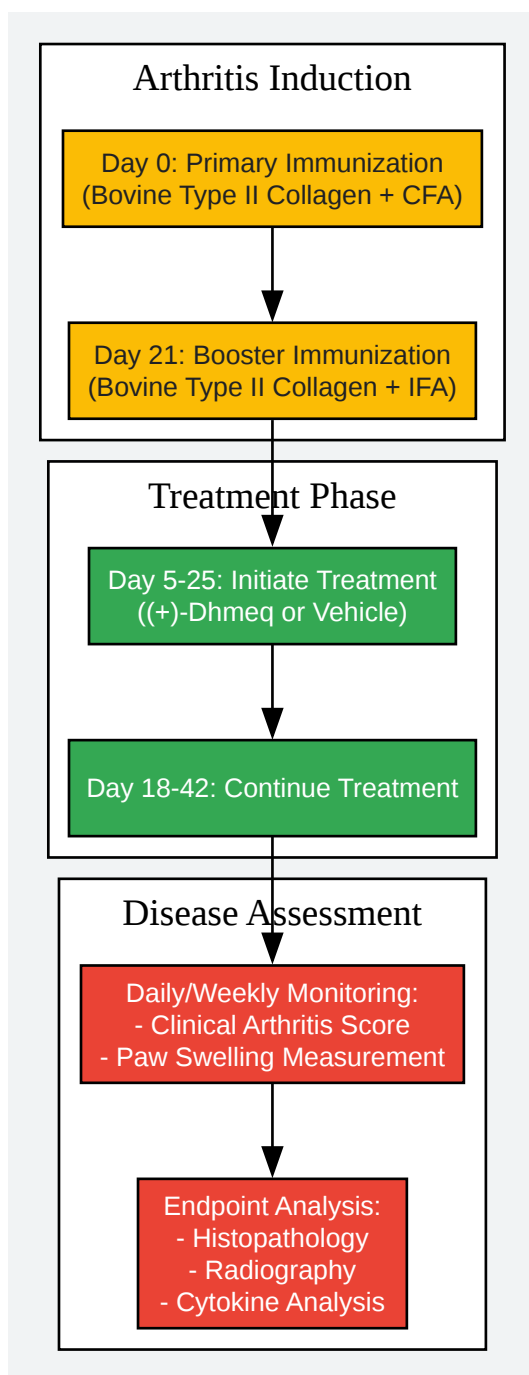 Arthritis Induction
Day 0: Primary Immunization
(Bovine Type II Collagen + CFA)
Day 21: Booster Immunization
(Bovine Type II Collagen + IFA)
Treatment Phase
Day 5-25: Initiate Treatment
((+)-Dhmeq or Vehicle)
Day 18-42: Continue Treatment
Disease Assessment
Daily/Weekly Monitoring:
- Clinical Arthritis Score
- Paw Swelling Measurement
Endpoint Analysis:
- Histopathology
- Radiography
- Cytokine Analysis